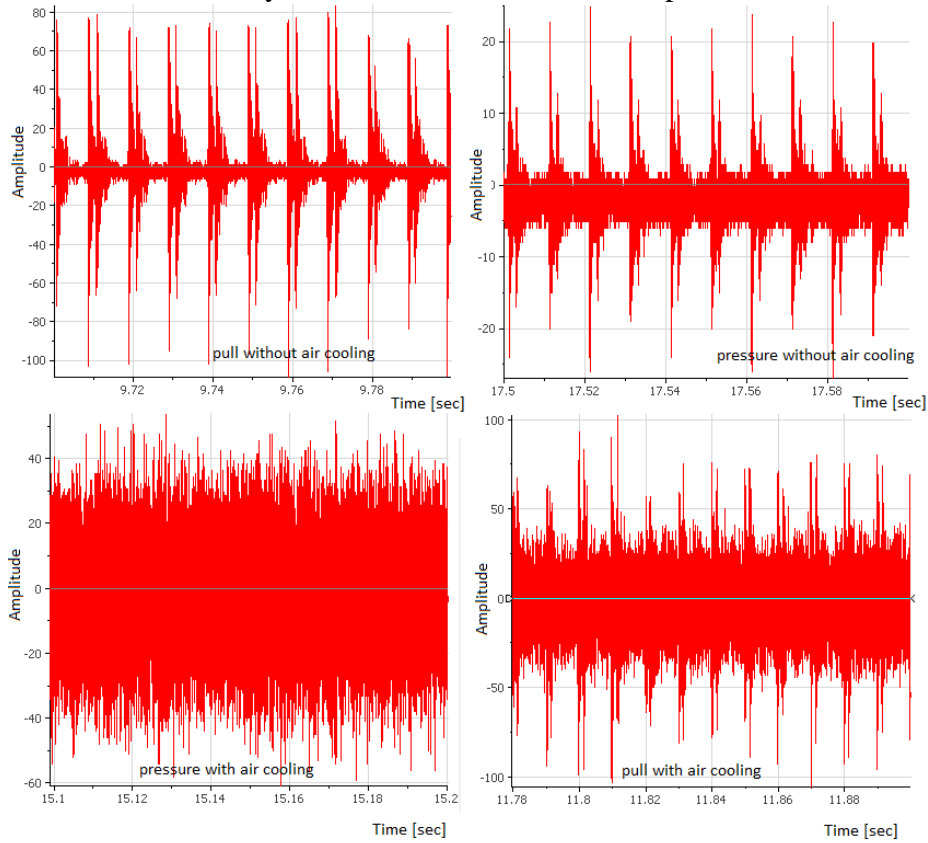 80
60
40
20
0
-20
-40
-60
-80
-100
Amplitude
pull without air cooling
9.72 9.74 9.76 9.78
Time [sec]
20
10
-10
-20
Amplitude
pressure without air cooling
17.5 17.52 17.54 17.56 17.58
Time [sec]
40
20
0
-20
-40
-60
Amplitude
pressure with air cooling
15.1 15.12 15.14 15.16 15.18 15.2
Time [sec]
100
50
0
-50
-100
Amplitude
pull with air cooling
11.78 11.8 11.82 11.84 11.86 11.88
Time [sec]